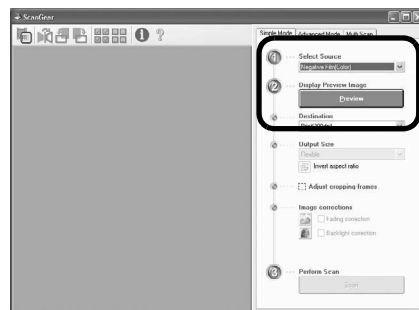 ScanGear
Simple Mode Advanced Mode Multi-Scan
1 Select Source
Negative Film(Color)
2 Display Preview Image
Preview
Destination
Output Size
Flexible
Invert aspect ratio
Adjust cropping frames
Image corrections
Fading correction
Backlight correction
3 Perform Scan
Scan